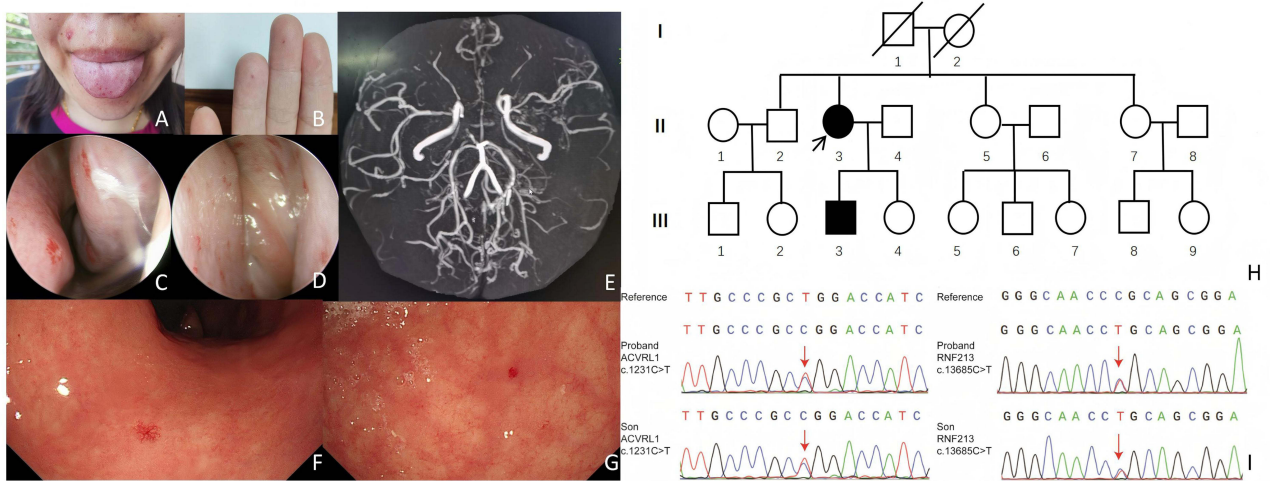 A
B
C
D
E
F
G
I
1 2
II
1 2 3 4 5 6 7 8
III
1 2 3 4 5 6 7 8 9
H
Reference
T T G C C C G C T G G A C C A T C
T T G C C C G C C G G A C C A T C
Proband
ACVRL1
c.1231C>T
T T G C C C G C C G G A C C A T C
Son
ACVRL1
c.1231C>T
Reference
G G G C A A C C C G C A G C G G A
G G G C A A C C T G C A G C G G A
Proband
RNF213
c.13685C>T
G G G C A A C C T G C A G C G G A
Son
RNF213
c.13685C>T
I